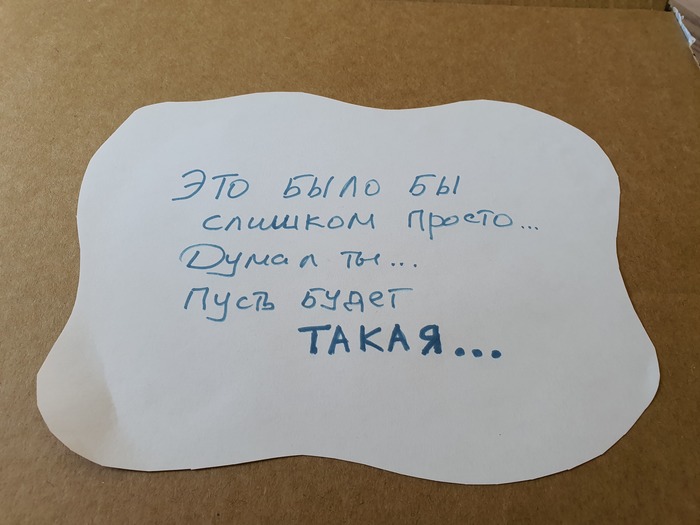 Это было бы
слишком просто...
Думал ты...
Пусть будет
ТАКАЯ...